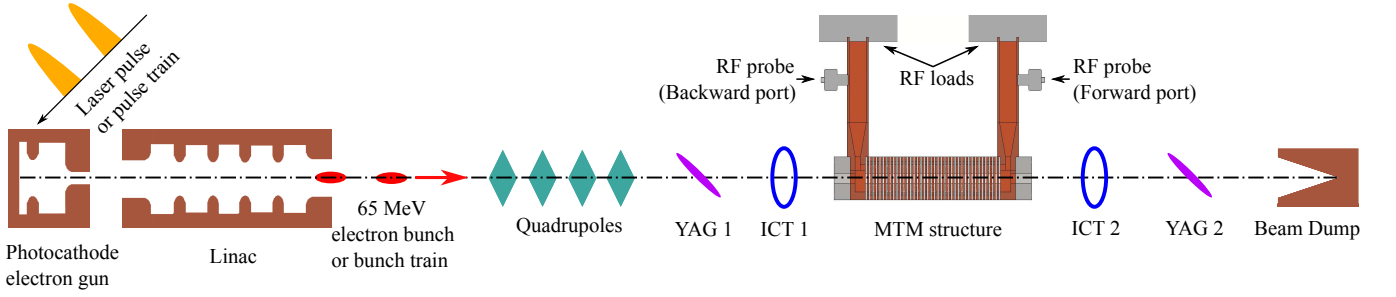 Laser pulse
or pulse train
Photocathode
electron gun
Linac
65 MeV
electron bunch
or bunch train
Quadrupoles
YAG 1
ICT 1
RF probe
(Backward port)
RF loads
RF probe
(Forward port)
MTM structure
ICT 2
YAG 2
Beam Dump